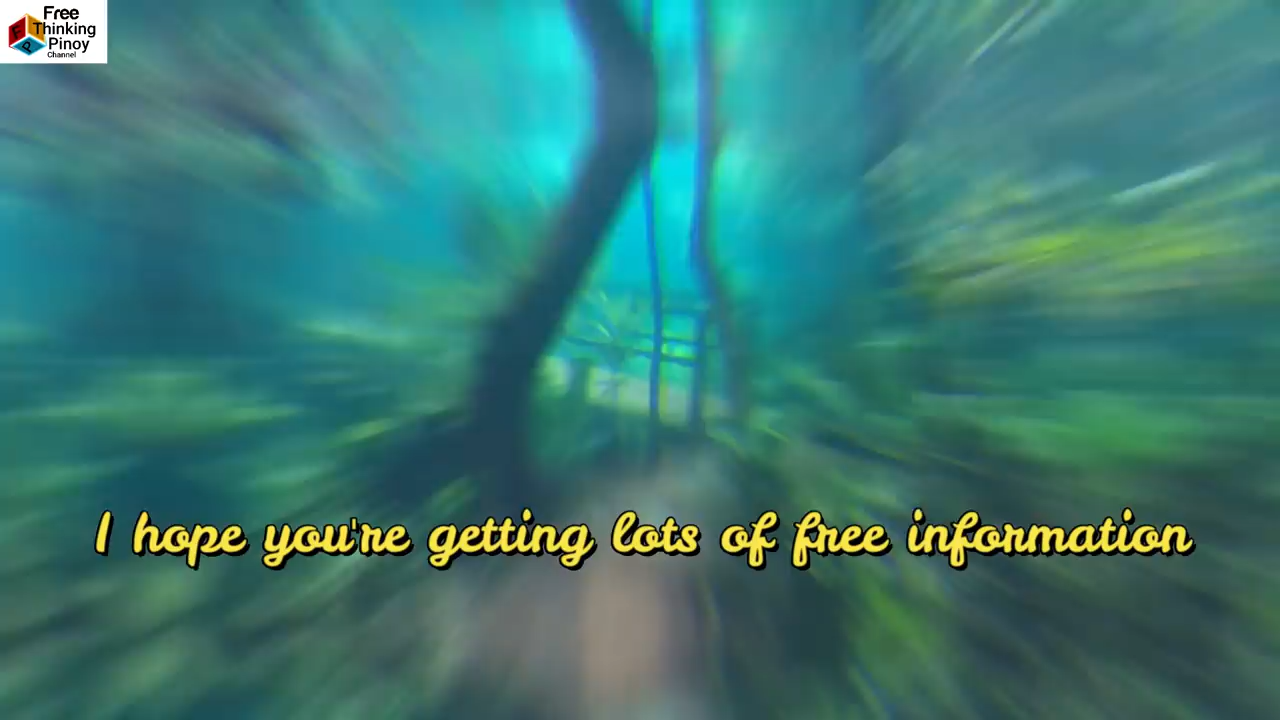 Free
Thinking
Pinoy
Channel
F
T
P
I hope you're getting lots of free information